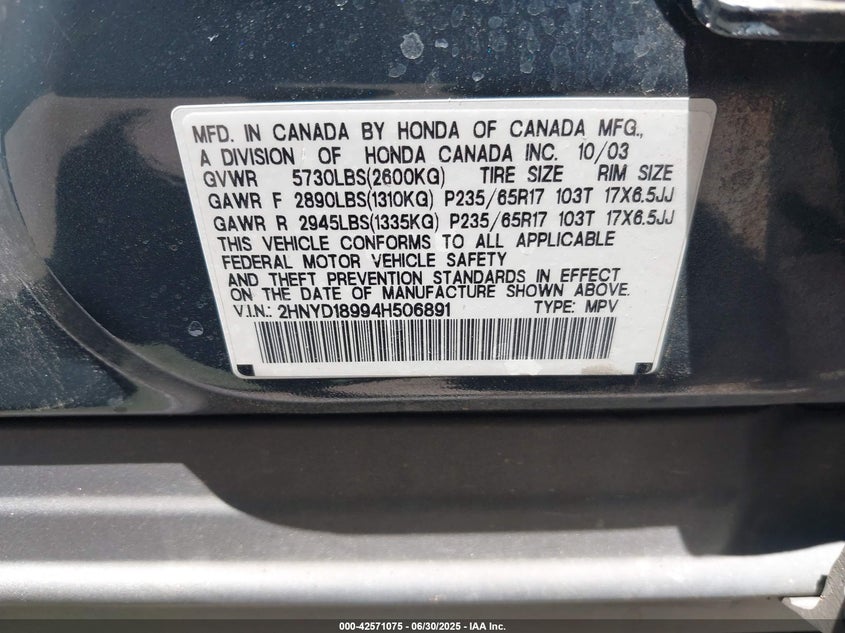 MFD. IN CANADA BY HONDA OF CANADA MFG.,
A DIVISION OF HONDA CANADA INC. 10/03
GVWR 5730LBS(2600KG) TIRE SIZE RIM SIZE
GAWR F 2890LBS(1310KG) P235/65R17 103T 17X6.5JJ
GAWR R 2945LBS(1335KG) P235/65R17 103T 17X6.5JJ
THIS VEHICLE CONFORMS TO ALL APPLICABLE
FEDERAL MOTOR VEHICLE SAFETY
AND THEFT PREVENTION STANDARDS IN EFFECT
ON THE DATE OF MANUFACTURE SHOWN ABOVE.
V.I.N.: 2HNYD18994H506891 TYPE: MPV
000-42571075 - 06/30/2025 - IAA Inc.